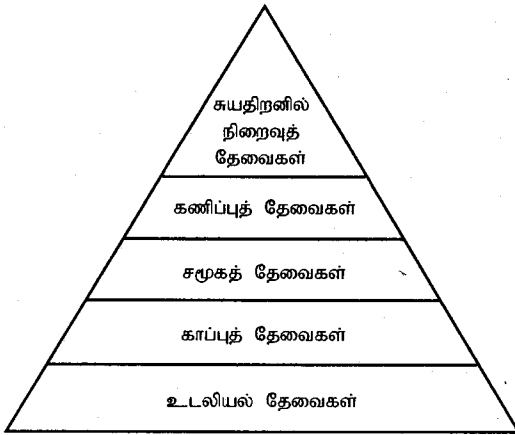 சுயதிறனில்
நிறைவுத்
தேவைகள்
கணிப்புத் தேவைகள்
சமூகத் தேவைகள்
காப்புத் தேவைகள்
உடலியல் தேவைகள்